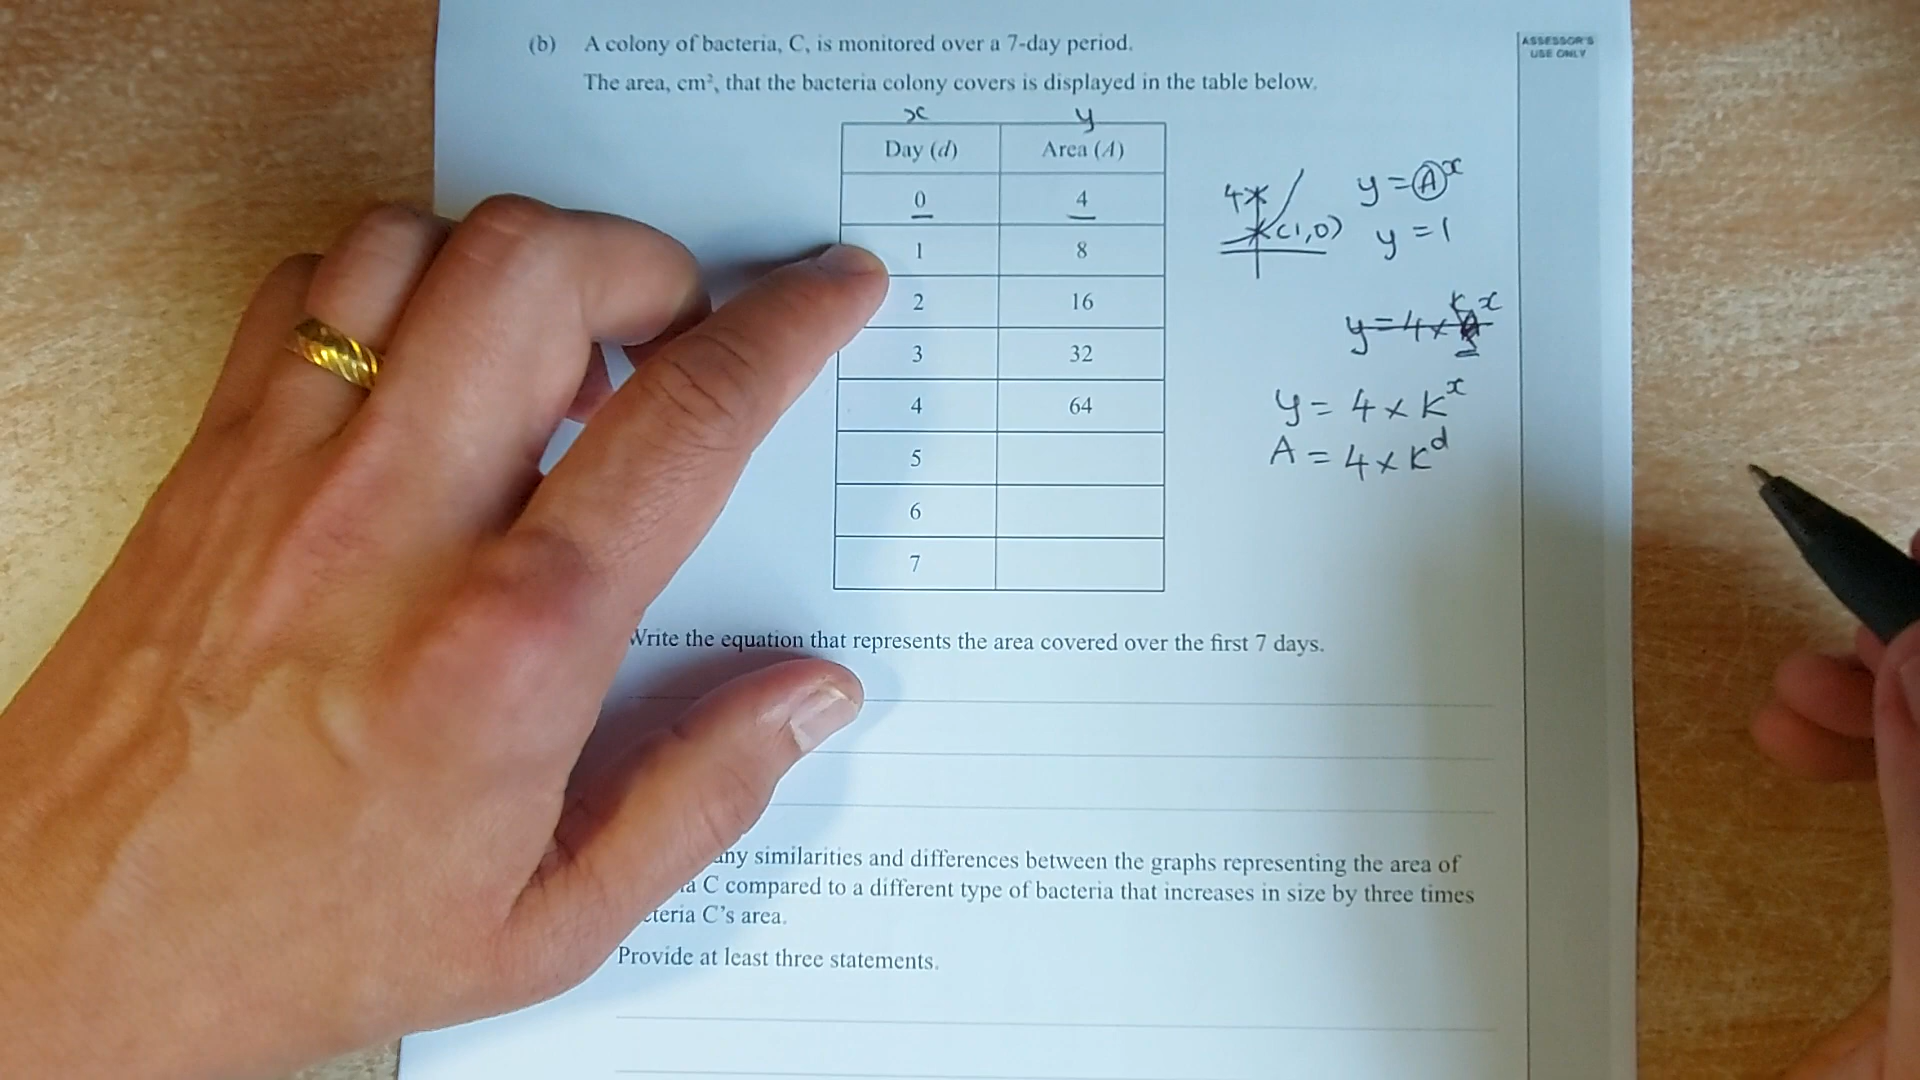 (b) A colony of bacteria, C, is monitored over a 7-day period.
ASSESSOR'S
USE ONLY
The area, cm², that the bacteria colony covers is displayed in the table below.
x y
Day (d) Area (A)
0 4
1 8
2 16
3 32
4 64
5
6
7
4
(1,0)
y = A^x
y = 1
y = 4 × K^x
y = 4 × K^x
A = 4 × K^d
Write the equation that represents the area covered over the first 7 days.
any similarities and differences between the graphs representing the area of
C compared to a different type of bacteria that increases in size by three times
C's area.
Provide at least three statements.